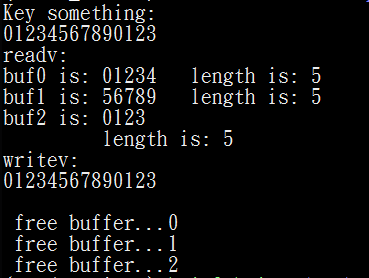 Key something:
01234567890123
readv:
buf0 is: 01234   length is: 5
buf1 is: 56789   length is: 5
buf2 is: 0123
         length is: 5
writev:
01234567890123

 free buffer...0
 free buffer...1
 free buffer...2